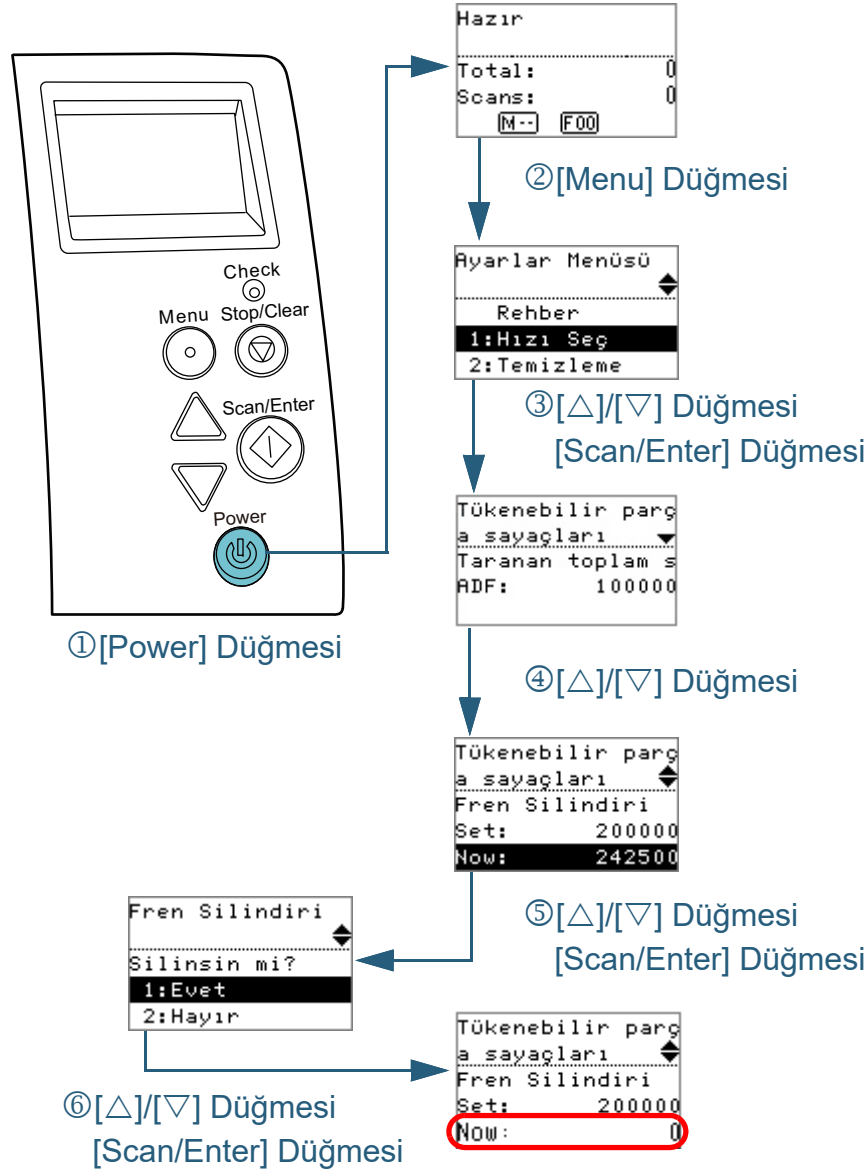 Check
Menu Stop/Clear
Scan/Enter
Power
①[Power] Düğmesi
Hazır
Total: 0
Scans: 0
M-- F00
②[Menu] Düğmesi
Ayarlar Menüsü
Rehber
1:Hızı Seç
2:Temizleme
③[△]/[▽] Düğmesi
[Scan/Enter] Düğmesi
Tükenebilir parç
a sayaçları
Taranan toplam s
ADF: 100000
④[△]/[▽] Düğmesi
Tükenebilir parç
a sayaçları
Fren Silindiri
Set: 200000
Now: 242500
⑤[△]/[▽] Düğmesi
[Scan/Enter] Düğmesi
Fren Silindiri
Silinsin mi?
1:Evet
2:Hayır
⑥[△]/[▽] Düğmesi
[Scan/Enter] Düğmesi
Tükenebilir parç
a sayaçları
Fren Silindiri
Set: 200000
Now: 0